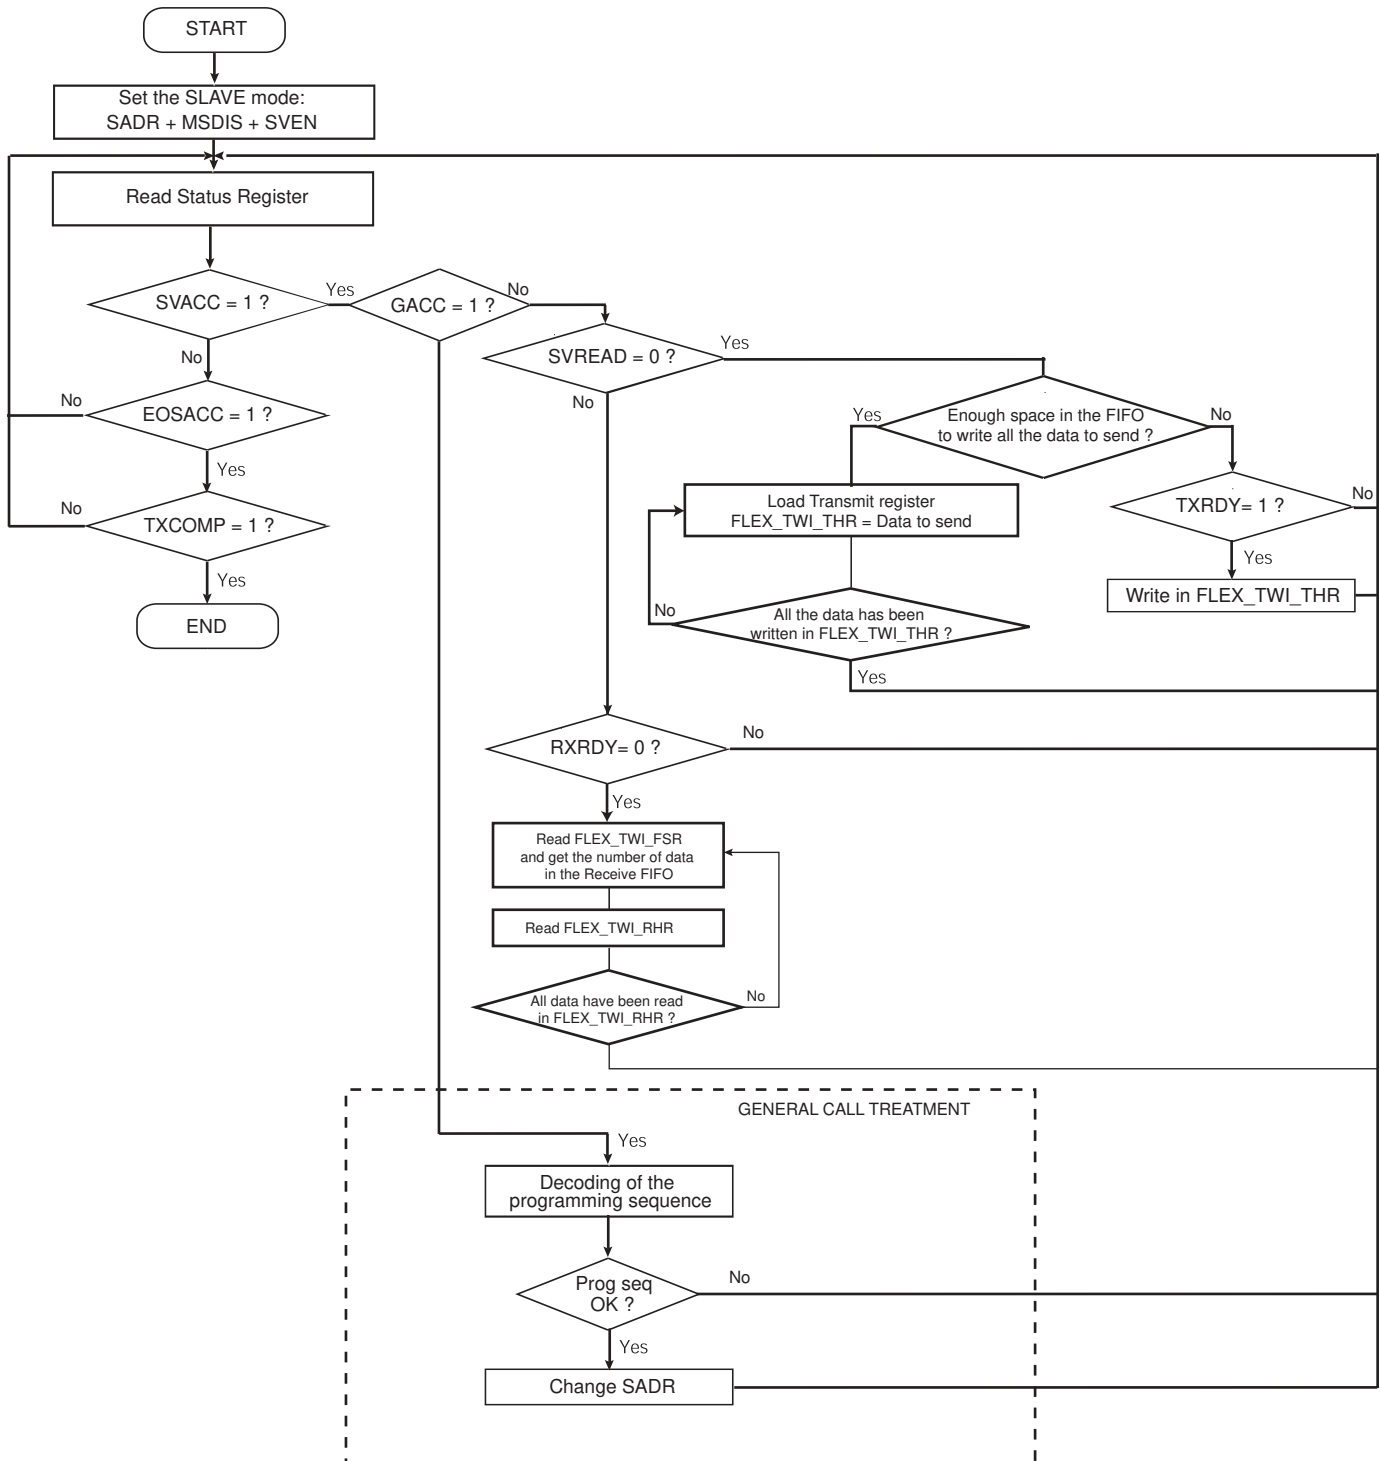 START
Set the SLAVE mode:
SADR + MSDIS + SVEN
Read Status Register
SVACC = 1 ?
Yes
GACC = 1 ?
No
SVREAD = 0 ?
Yes
No
EOSACC = 1 ?
No
Yes
TXCOMP = 1 ?
No
Yes
END
No
Enough space in the FIFO
to write all the data to send ?
Yes
No
Load Transmit register
FLEX_TWI_THR = Data to send
TXRDY= 1 ?
No
Yes
Write in FLEX_TWI_THR
All the data has been
written in FLEX_TWI_THR ?
No
Yes
RXRDY= 0 ?
No
Yes
Read FLEX_TWI_FSR
and get the number of data
in the Receive FIFO
Read FLEX_TWI_RHR
All data have been read
in FLEX_TWI_RHR ?
No
GENERAL CALL TREATMENT
Yes
Decoding of the
programming sequence
Prog seq
OK ?
No
Yes
Change SADR